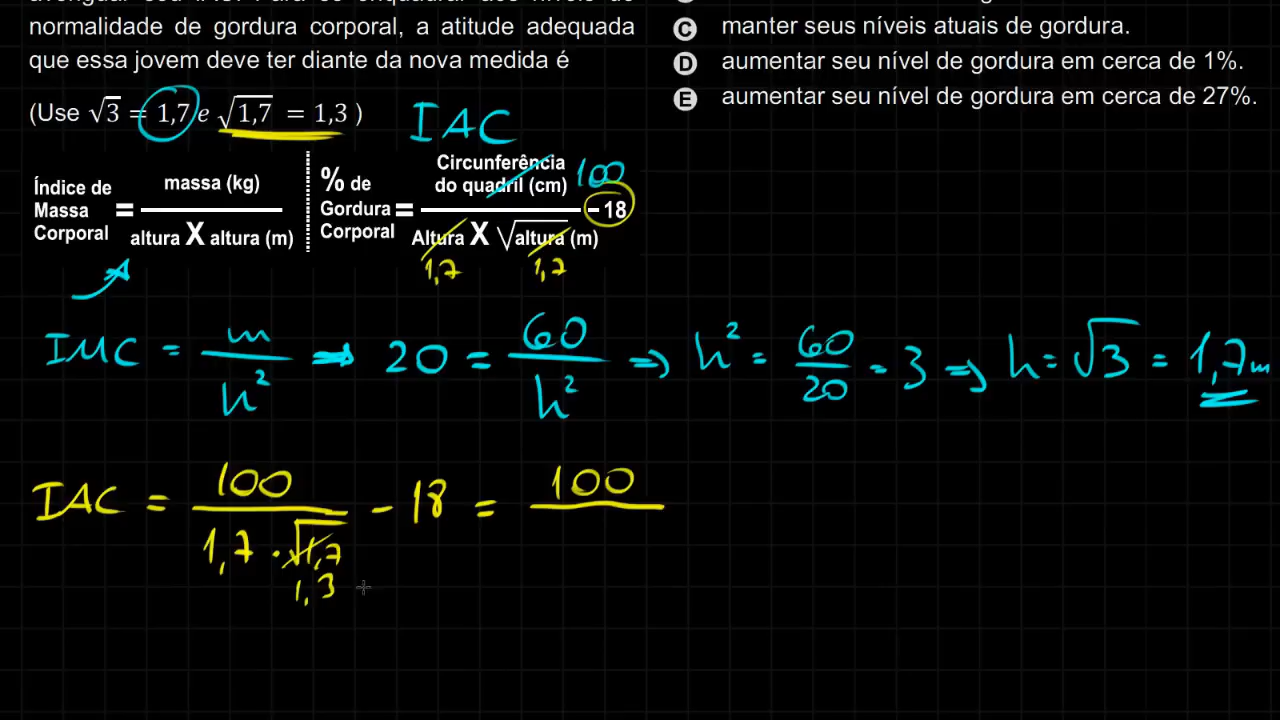 normalidade de gordura corporal, a atitude adequada
que essa jovem deve ter diante da nova medida é
(Use √3 = 1,7 e √1,7 = 1,3 )
IAC
C manter seus níveis atuais de gordura.
D aumentar seu nível de gordura em cerca de 1%.
E aumentar seu nível de gordura em cerca de 27%.
Índice de Massa Corporal = massa (kg) / altura X altura (m)
% de Gordura Corporal = Circunferência do quadril (cm) / Altura X √altura (m) - 18
100
1,7 1,7
IMC = m / h² ⇒ 20 = 60 / h² ⇒ h² = 60 / 20 = 3 ⇒ h = √3 = 1,7 m
IAC = 100 / 1,7 · √1,7 - 18 = 100
1,3